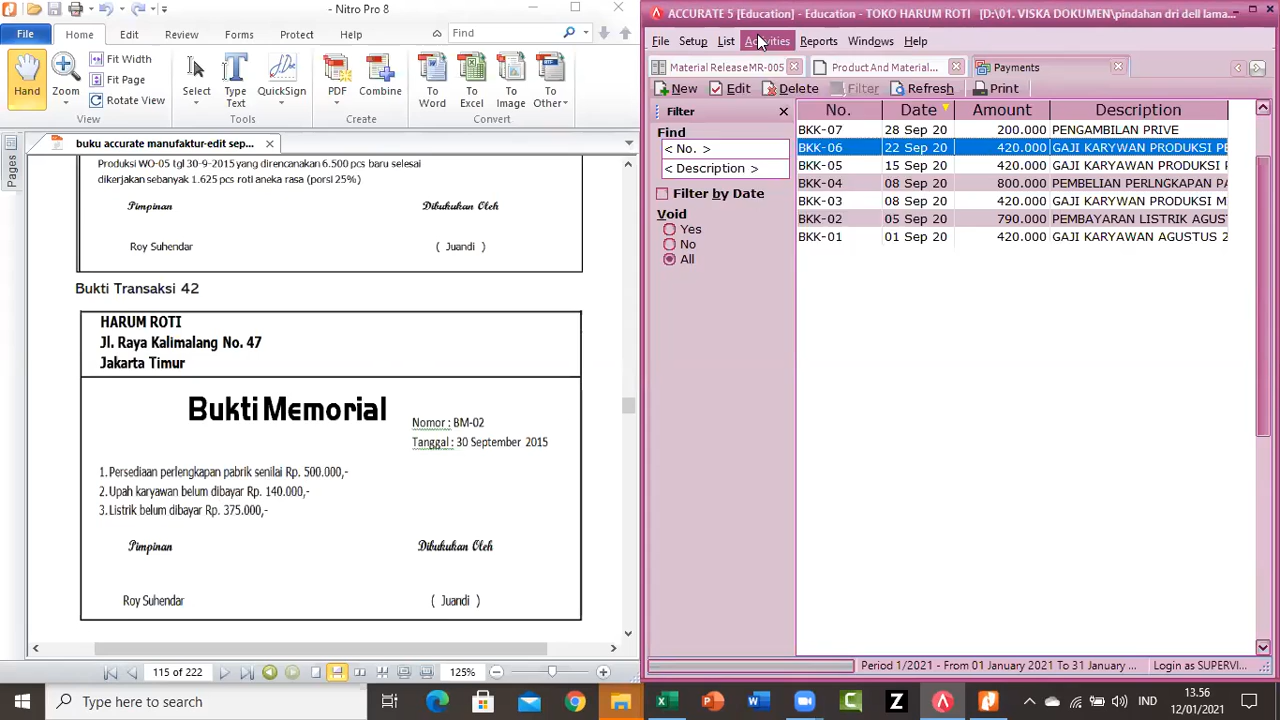 - Nitro Pro 8
File
Home
Edit
Review
Forms
Protect
Help
Find
Hand
Zoom
Fit Width
Fit Page
Rotate View
View
Select
Type Text
QuickSign
Tools
PDF
Combine
Create
To Word
To Excel
To Image
To Other
Convert
buku accurate manufaktur-edit sep...
Pages
Produksi WO-05 tgl 30-9-2015 yang direncanakan 6.500 pcs baru selesai
dikerjakan sebanyak 1.625 pcs roti aneka rasa (porsi 25%)
Pimpinan Dibukukan Oleh
Roy Suhendar ( Juandi )
Bukti Transaksi 42
HARUM ROTI
Jl. Raya Kalimalang No. 47
Jakarta Timur
Bukti Memorial
Nomor : BM-02
Tanggal : 30 September 2015
1.Persediaan perlengkapan pabrik senilai Rp. 500.000,-
2.Upah karyawan belum dibayar Rp. 140.000,-
3.Listrik belum dibayar Rp. 375.000,-
Pimpinan Dibukukan Oleh
Roy Suhendar ( Juandi )
115 of 222
125%
ACCURATE 5 [Education] - Education - TOKO HARUM ROTI [D:\01. VISKA DOKUMEN\pindahan dri dell lama...
File Setup List Activities Reports Windows Help
Material Release MR-005 Product And Material... Payments
New Edit Delete Filter Refresh Print
Filter
Find
< No. >
< Description >
Filter by Date
Void
Yes
No
All
No. Date Amount Description
BKK-07 28 Sep 20 200.000 PENGAMBILAN PRIVE
BKK-06 22 Sep 20 420.000 GAJI KARYWAN PRODUKSI PE
BKK-05 15 Sep 20 420.000 GAJI KARYAWAN PRODUKSI M
BKK-04 08 Sep 20 800.000 PEMBELIAN PERLNGKAPAN PA
BKK-03 08 Sep 20 420.000 GAJI KARYWAN PRODUKSI M
BKK-02 05 Sep 20 790.000 PEMBAYARAN LISTRIK AGUST
BKK-01 01 Sep 20 420.000 GAJI KARYAWAN AGUSTUS 2
Period 1/2021 - From 01 January 2021 To 31 January ... Login as SUPERVI...
Type here to search
IND
13.56
12/01/2021